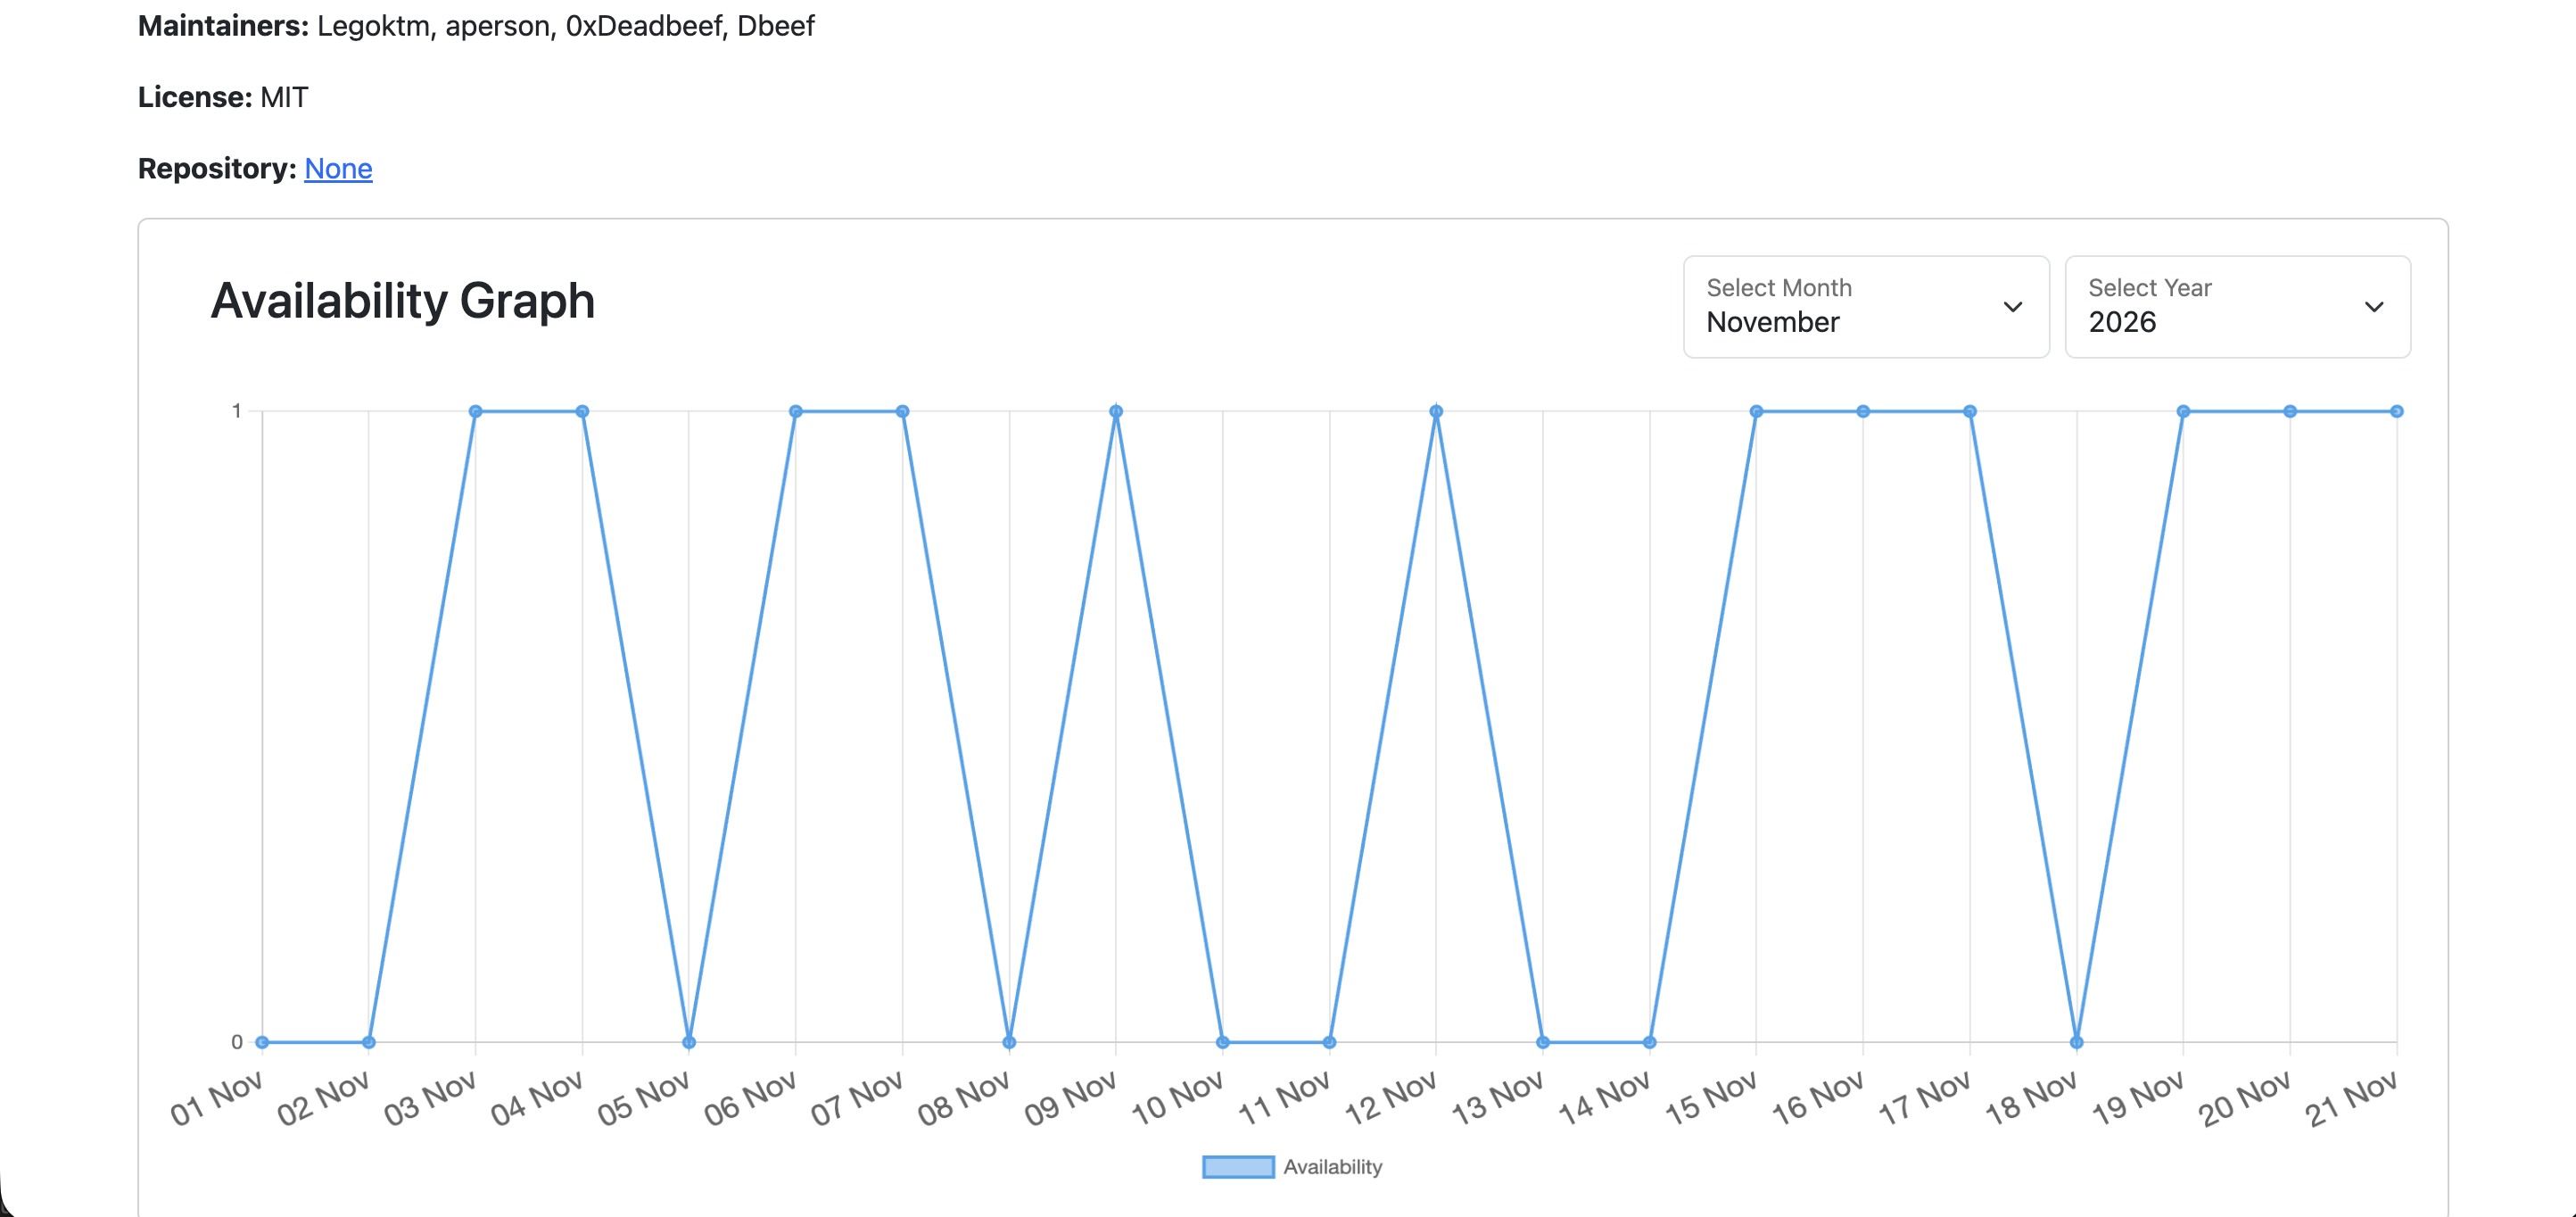 Maintainers: Legoktm, aperson, 0xDeadbeef, Dbeef
License: MIT
Repository: None
Availability Graph
Select Month
November
Select Year
2026
1
0
01 Nov
02 Nov
03 Nov
04 Nov
05 Nov
06 Nov
07 Nov
08 Nov
09 Nov
10 Nov
11 Nov
12 Nov
13 Nov
14 Nov
15 Nov
16 Nov
17 Nov
18 Nov
19 Nov
20 Nov
21 Nov
Availability